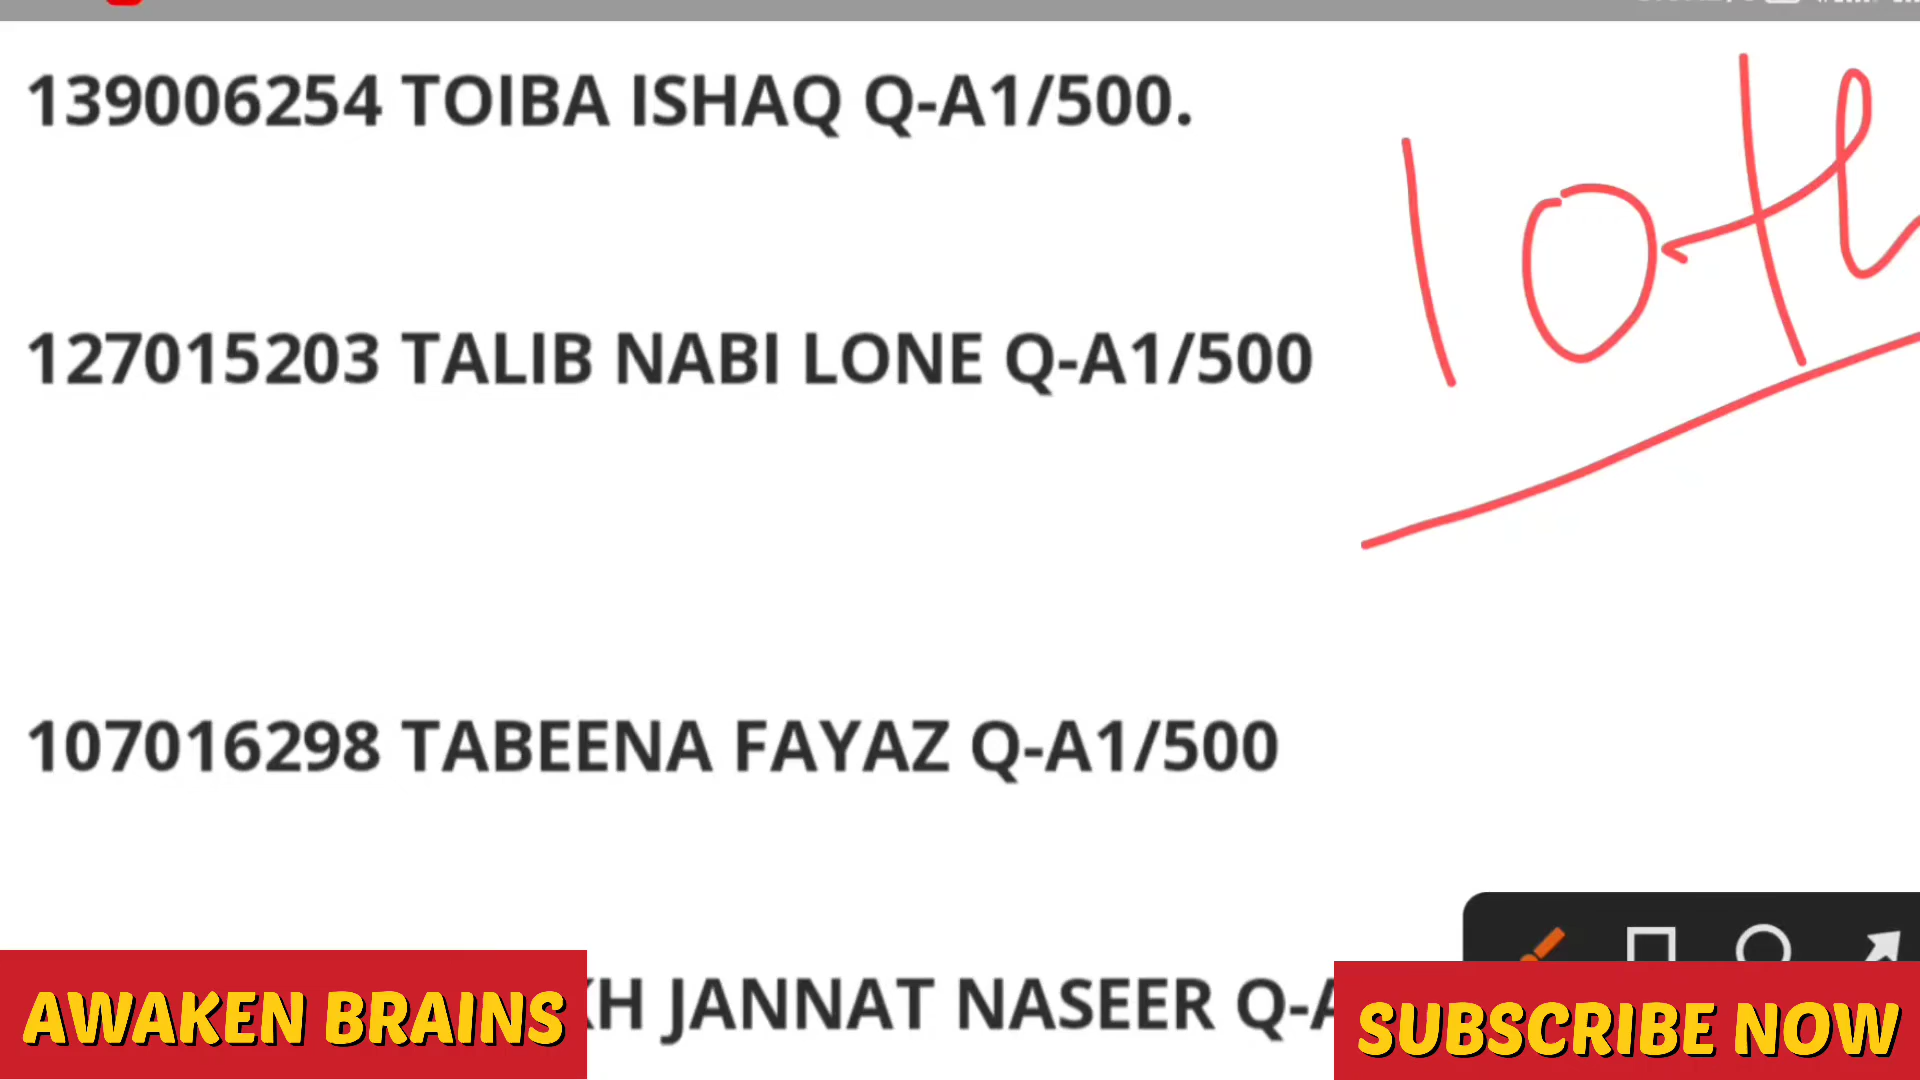 139006254 TOIBA ISHAQ Q-A1/500.
10th
127015203 TALIB NABI LONE Q-A1/500
107016298 TABEENA FAYAZ Q-A1/500
JANNAT NASEER
AWAKEN BRAINS
SUBSCRIBE NOW